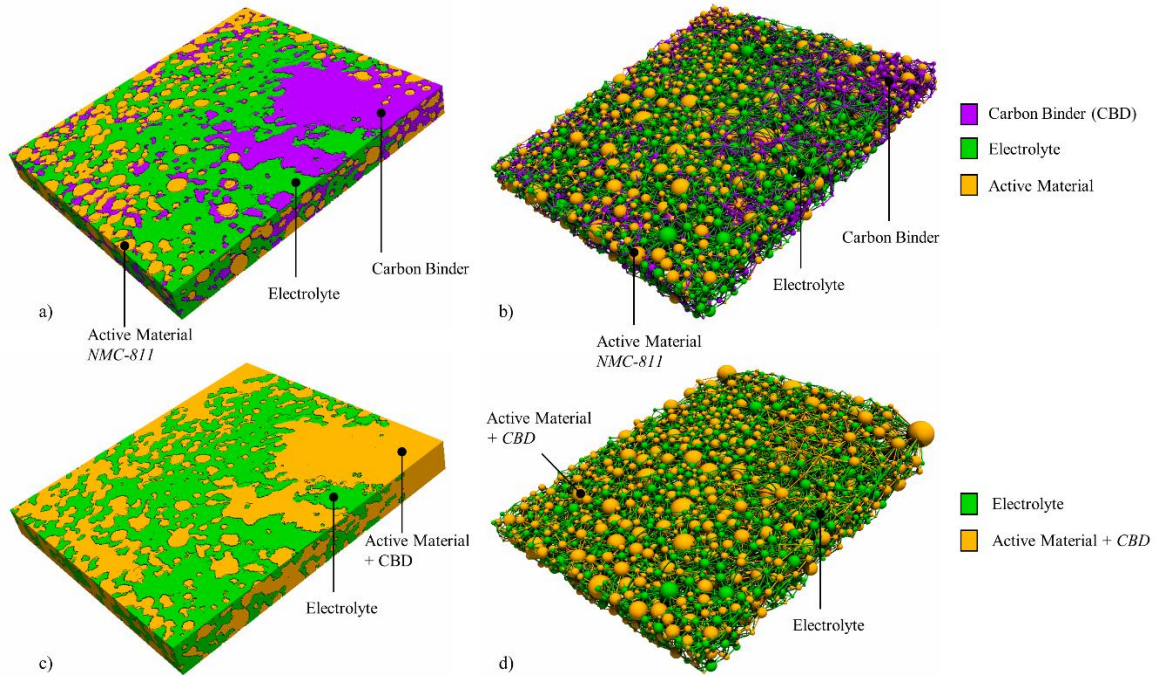 Carbon Binder (CBD)
Electrolyte
Active Material
Carbon Binder
Electrolyte
a)
Active Material
NMC-811
Carbon Binder
Electrolyte
b)
Active Material
NMC-811
Active Material
+ CBD
Electrolyte
c)
Active Material
+ CBD
Electrolyte
d)
Electrolyte
Active Material + CBD